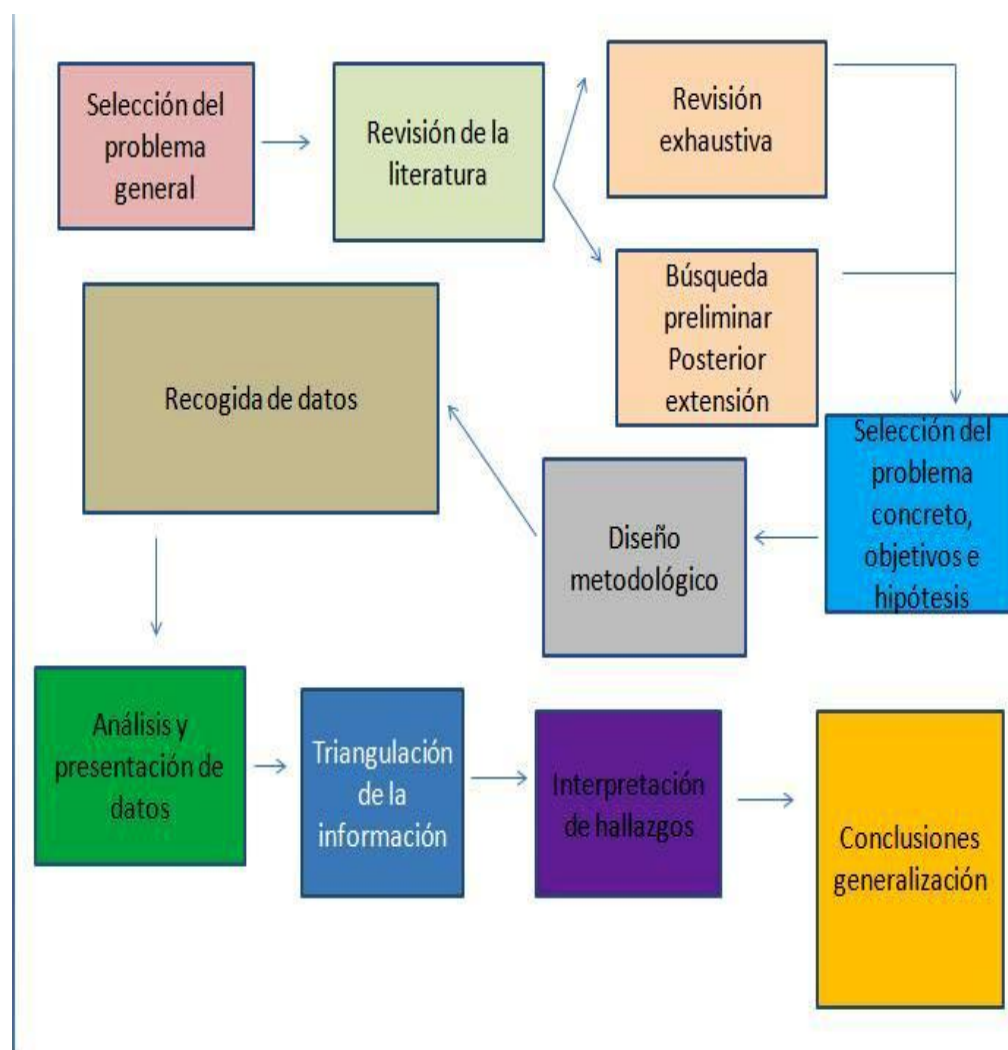 Selección del
problema
general
Revisión de la
literatura
Revisión
exhaustiva
Búsqueda
preliminar
Posterior
extensión
Selección del
problema
concreto,
objetivos e
hipótesis
Diseño
metodológico
Recogida de datos
Análisis y
presentación de
datos
Triangulación
de la
información
Interpretación
de hallazgos
Conclusiones
generalización